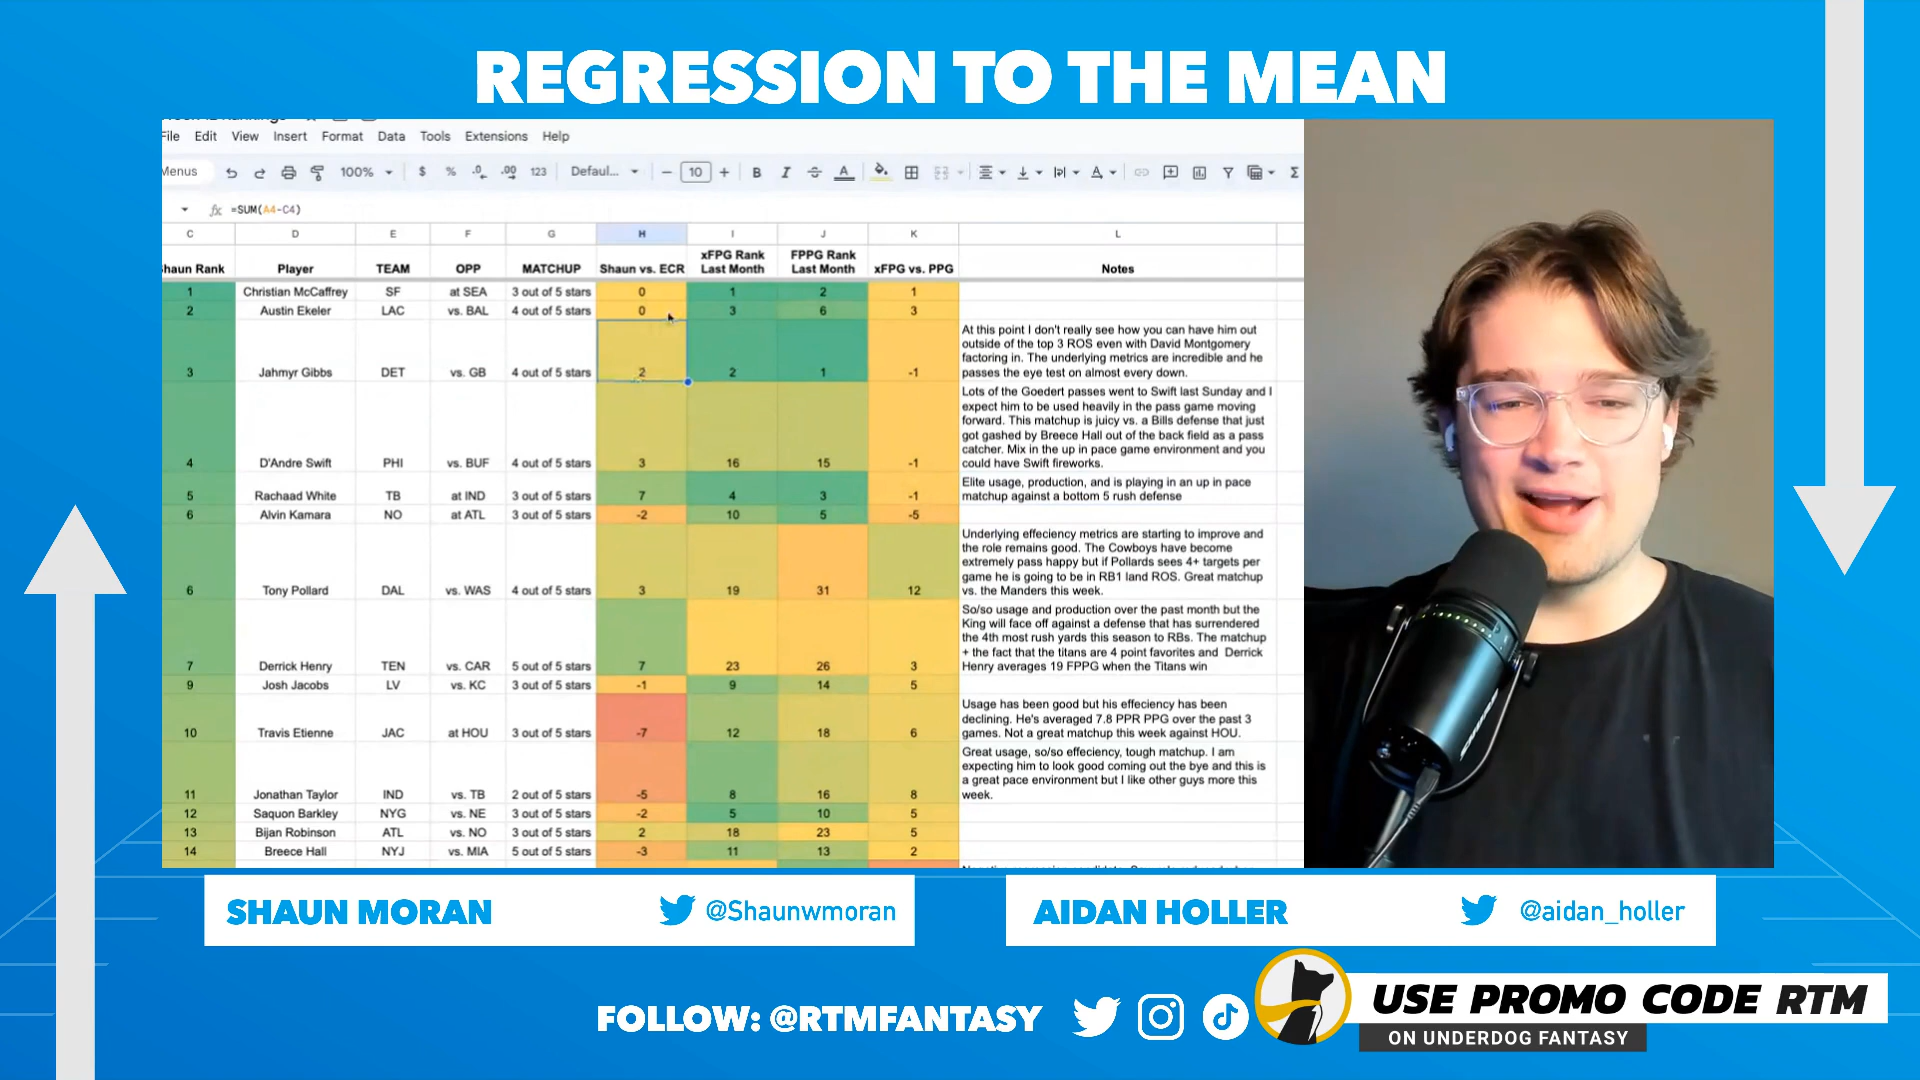 REGRESSION TO THE MEAN
File Edit View Insert Format Data Tools Extensions Help
Menus 100% $ % .0 .00 123 Defaul... − 10 + B I A Σ
fx =SUM(A4-C4)
C D E F G H I J K L
Shaun Rank Player TEAM OPP MATCHUP Shaun vs. ECR xFPG Rank Last Month FPPG Rank Last Month xFPG vs. PPG Notes
1 Christian McCaffrey SF at SEA 3 out of 5 stars 0 1 2 1
2 Austin Ekeler LAC vs. BAL 4 out of 5 stars 0 3 6 3
3 Jahmyr Gibbs DET vs. GB 4 out of 5 stars 2 2 1 -1
At this point I don't really see how you can have him out
outside of the top 3 ROS even with David Montgomery
factoring in. The underlying metrics are incredible and he
passes the eye test on almost every down.
4 D'Andre Swift PHI vs. BUF 4 out of 5 stars 3 16 15 -1
Lots of the Goedert passes went to Swift last Sunday and I
expect him to be used heavily in the pass game moving
forward. This matchup is juicy vs. a Bills defense that just
got gashed by Breece Hall out of the back field as a pass
catcher. Mix in the up in pace game environment and you
could have Swift fireworks.
5 Rachaad White TB at IND 3 out of 5 stars 7 4 3 -1
Elite usage, production, and is playing in an up in pace
matchup against a bottom 5 rush defense
6 Alvin Kamara NO at ATL 3 out of 5 stars -2 10 5 -5
6 Tony Pollard DAL vs. WAS 4 out of 5 stars 3 19 31 12
Underlying effeciency metrics are starting to improve and
the role remains good. The Cowboys have become
extremely pass happy but if Pollards sees 4+ targets per
game he is going to be in RB1 land ROS. Great matchup
vs. the Manders this week.
7 Derrick Henry TEN vs. CAR 5 out of 5 stars 7 23 26 3
So/so usage and production over the past month but the
King will face off against a defense that has surrendered
the 4th most rush yards this season to RBs. The matchup
+ the fact that the titans are 4 point favorites and Derrick
Henry averages 19 FPPG when the Titans win
9 Josh Jacobs LV vs. KC 3 out of 5 stars -1 9 14 5
10 Travis Etienne JAC at HOU 3 out of 5 stars -7 12 18 6
Usage has been good but his effeciency has been
declining. He's averaged 7.8 PPR PPG over the past 3
games. Not a great matchup this week against HOU.
11 Jonathan Taylor IND vs. TB 2 out of 5 stars -5 8 16 8
Great usage, so/so effeciency, tough matchup. I am
expecting him to look good coming out the bye and this is
a great pace environment but I like other guys more this
week.
12 Saquon Barkley NYG vs. NE 3 out of 5 stars -2 5 10 5
13 Bijan Robinson ATL vs. NO 3 out of 5 stars 2 18 23 5
14 Breece Hall NYJ vs. MIA 5 out of 5 stars -3 11 13 2
SHAUN MORAN @Shaunwmoran
AIDAN HOLLER @aidan_holler
FOLLOW: @RTMFANTASY
USE PROMO CODE RTM
ON UNDERDOG FANTASY